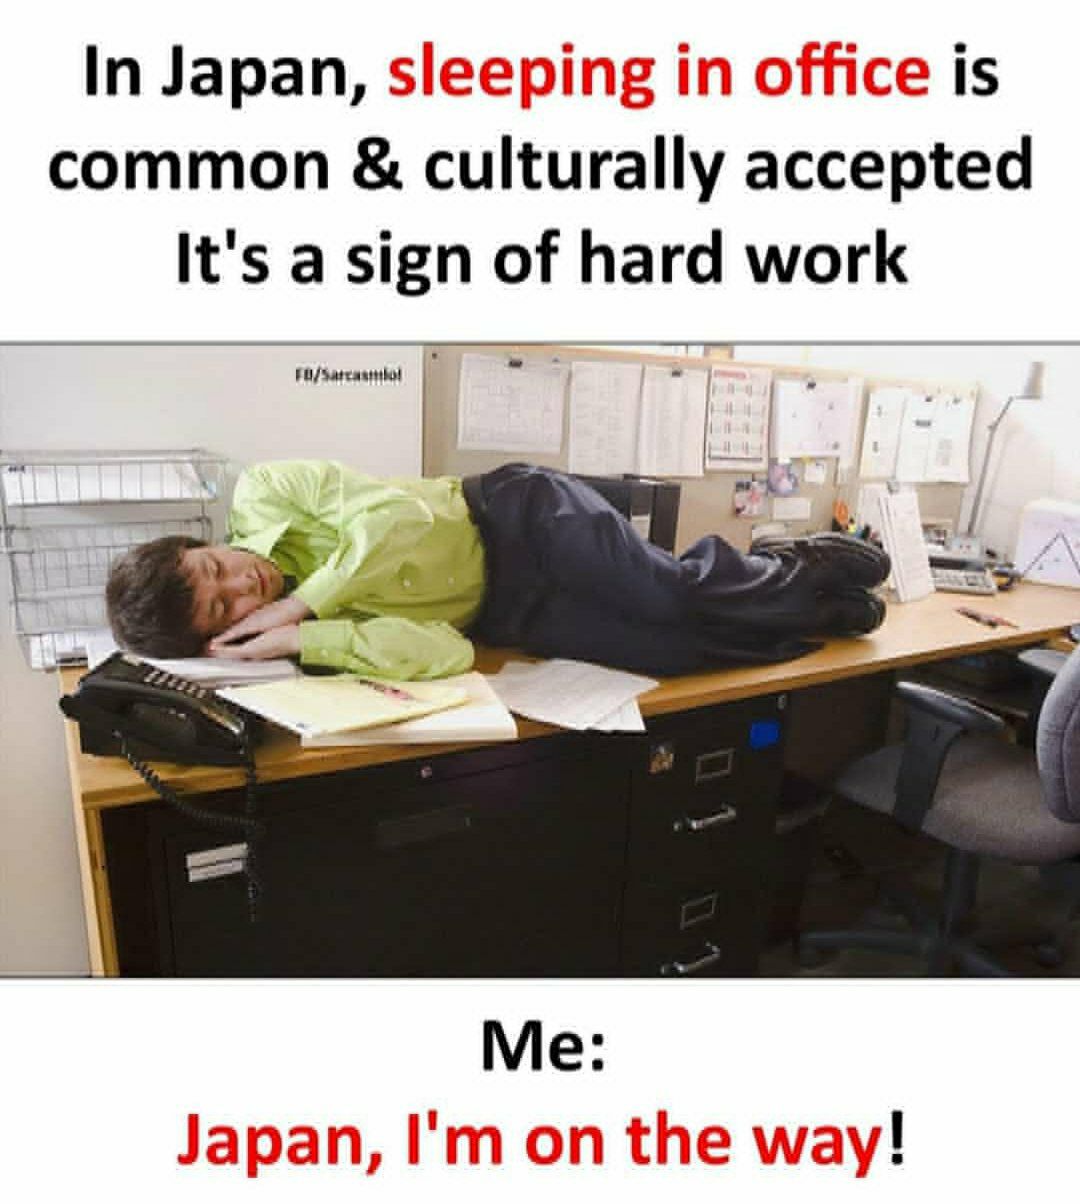 In Japan, sleeping in office is
common & culturally accepted
It's a sign of hard work
FB/Sarcasmlol
Me:
Japan, I'm on the way!